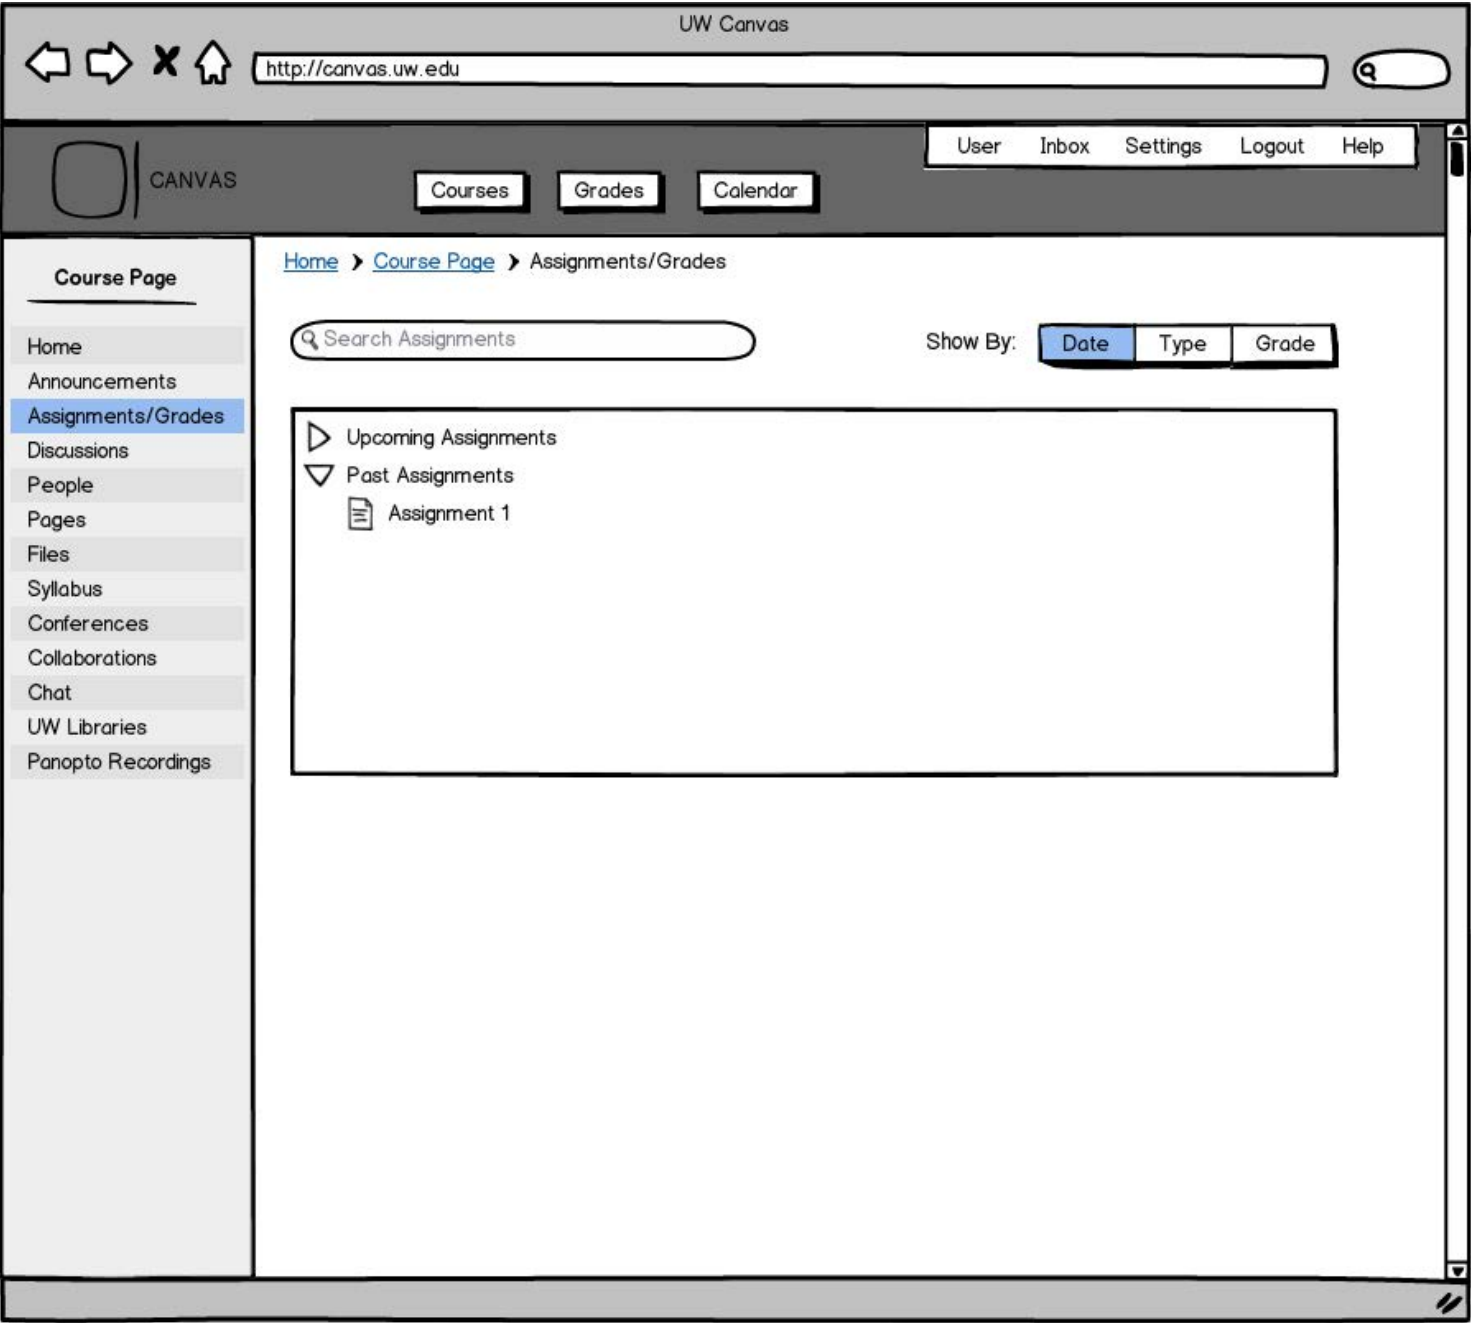 UW Canvas
http://canvas.uw.edu
User Inbox Settings Logout Help
CANVAS
Courses Grades Calendar
Course Page
Home
Announcements
Assignments/Grades
Discussions
People
Pages
Files
Syllabus
Conferences
Collaborations
Chat
UW Libraries
Panopto Recordings
Home Course Page Assignments/Grades
Search Assignments
Show By: Date Type Grade
Upcoming Assignments
Past Assignments
Assignment 1